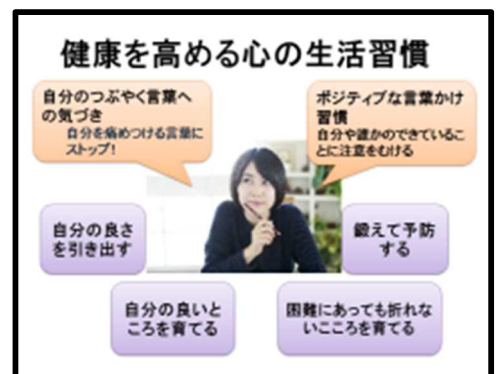 健康を高める心の生活習慣
自分のつぶやく言葉へ
の気づき
自分を痛めつける言葉に
ストップ！
ポジティブな言葉かけ
習慣
自分や誰かのできているこ
とに注意をむける
自分の良さ
を引き出す
鍛えて予防
する
自分の良いと
ころを育てる
困難にあっても折れな
いこころを育てる